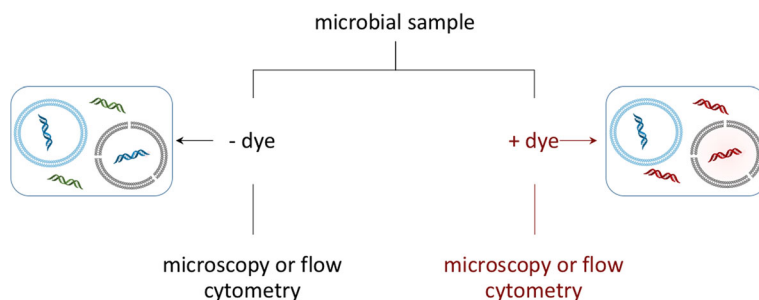 microbial sample
- dye
+ dye
microscopy or flow
cytometry
microscopy or flow
cytometry